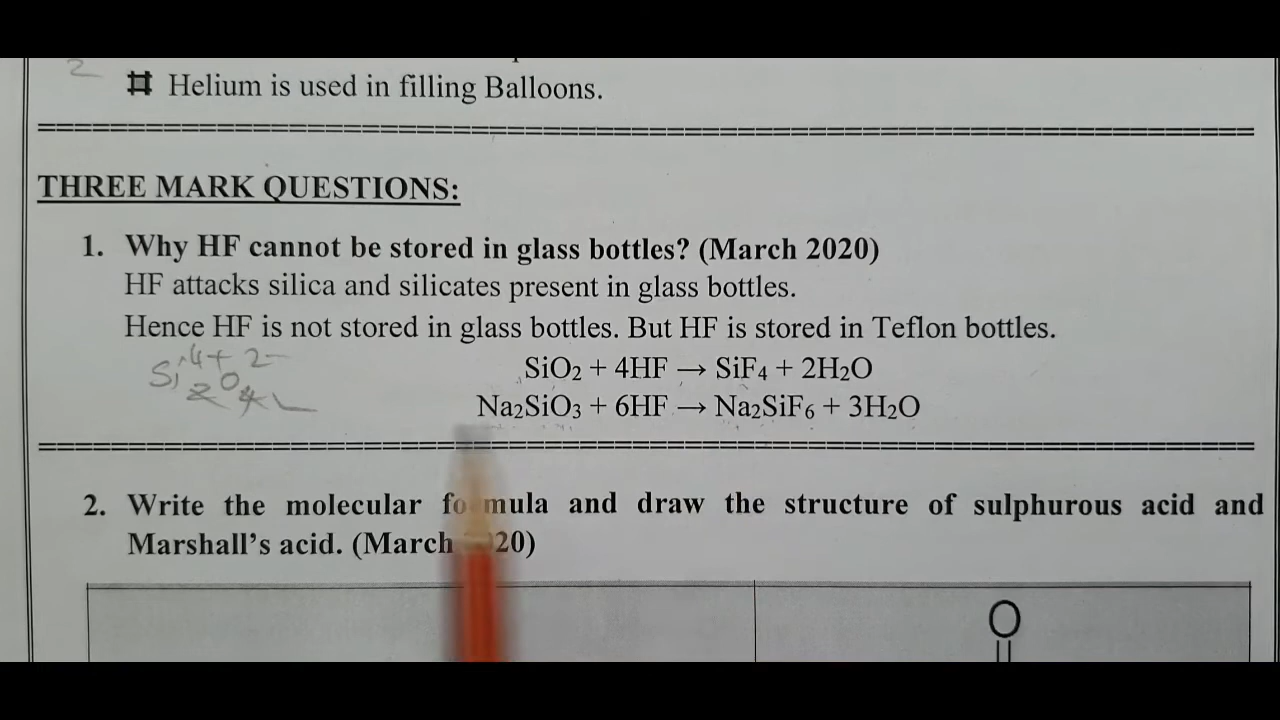 2
⌗ Helium is used in filling Balloons.
THREE MARK QUESTIONS:
1. Why HF cannot be stored in glass bottles? (March 2020)
HF attacks silica and silicates present in glass bottles.
Hence HF is not stored in glass bottles. But HF is stored in Teflon bottles.
SiO₂ + 4HF → SiF₄ + 2H₂O
Na₂SiO₃ + 6HF → Na₂SiF₆ + 3H₂O
2. Write the molecular formula and draw the structure of sulphurous acid and
Marshall's acid. (March 2020)
O